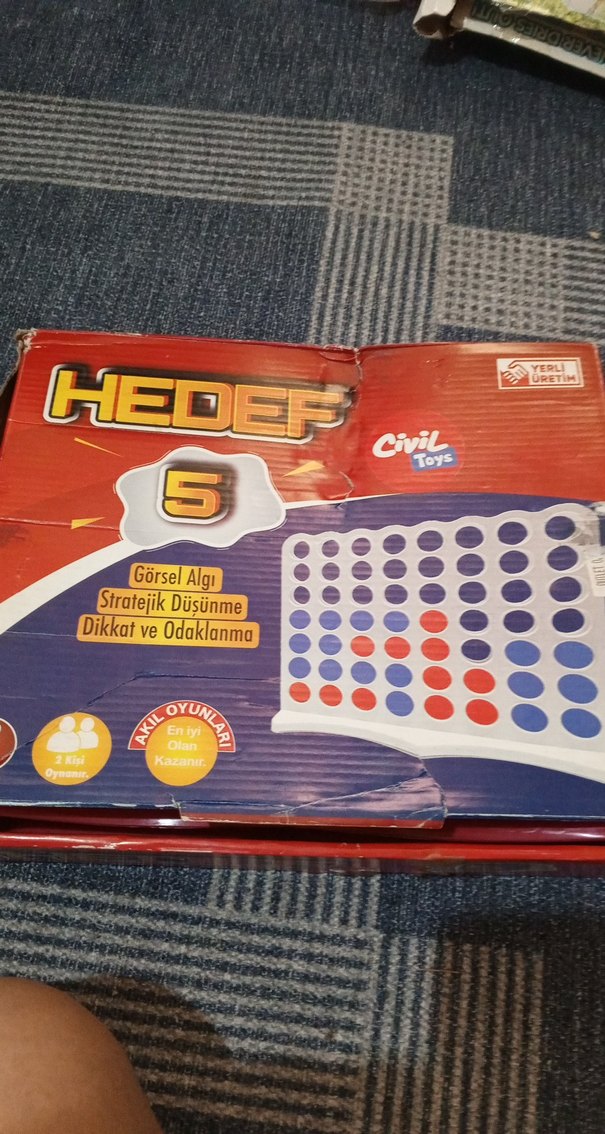 HEDEF
5
YERLİ
ÜRETİM
Civil
Toys
Görsel Algı
Stratejik Düşünme
Dikkat ve Odaklanma
2 Kişi
Oynanır.
AKIL OYUNLARI
En iyi
Olan
Kazanır.